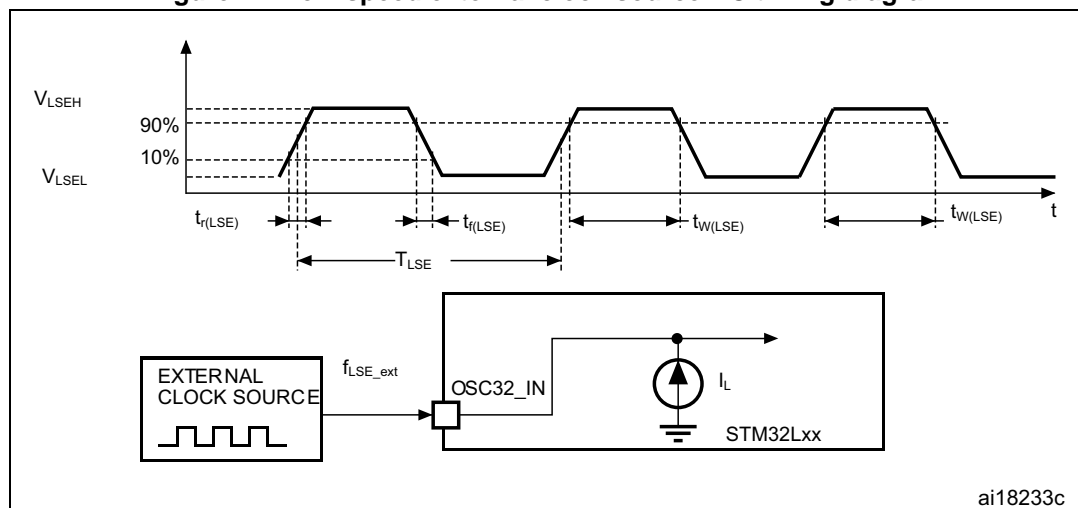 V_LSEH
90%
10%
V_LSEL
t_r(LSE)
t_f(LSE)
t_W(LSE)
t_W(LSE)
t
T_LSE
EXTERNAL
CLOCK SOURCE
f_LSE_ext
OSC32_IN
I_L
STM32Lxx
ai18233c